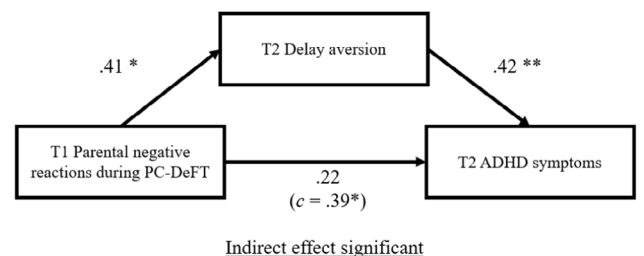 T2 Delay aversion
.41 *
.42 **
T1 Parental negative
reactions during PC-DeFT
T2 ADHD symptoms
.22
(c = .39*)
Indirect effect significant